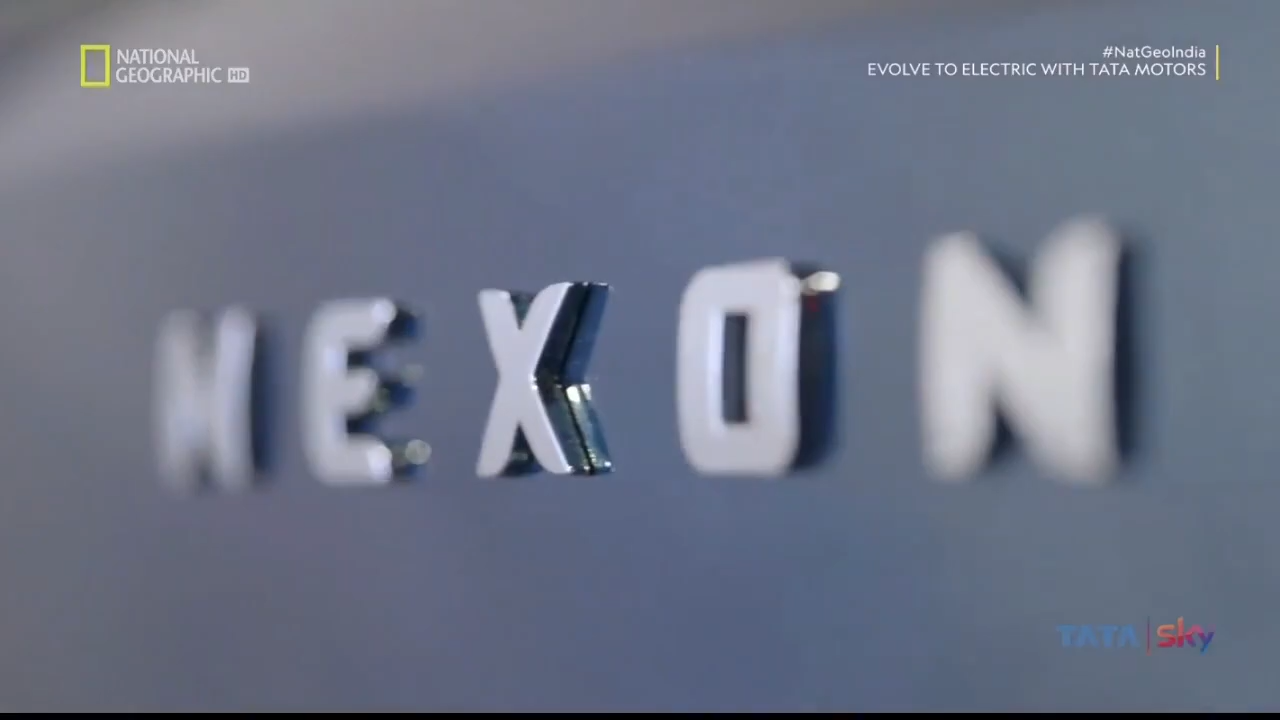 NATIONAL
GEOGRAPHIC HD
#NatGeoIndia
EVOLVE TO ELECTRIC WITH TATA MOTORS
NEXON
TATA sky